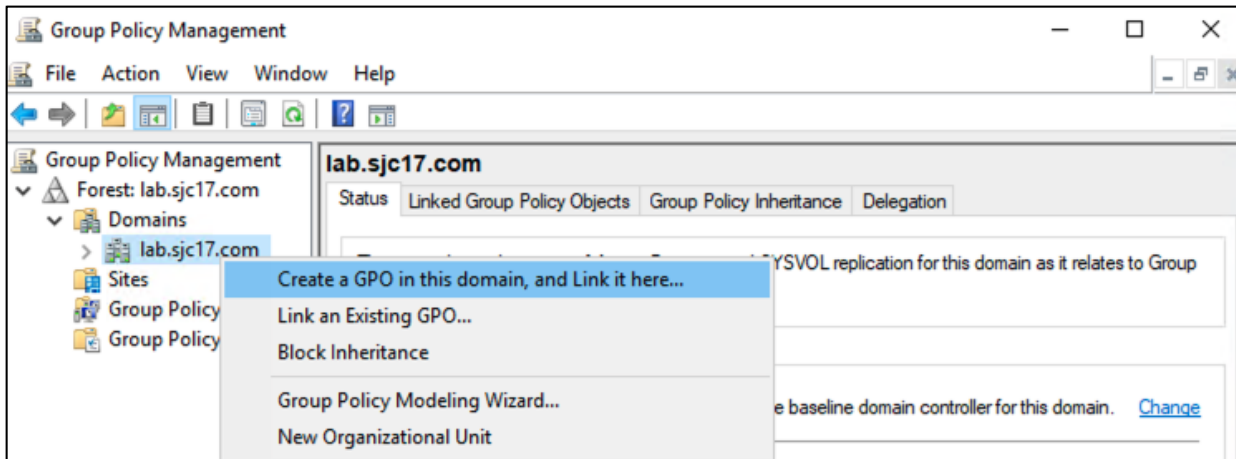 Group Policy Management
File Action View Window Help
Group Policy Management
Forest: lab.sjc17.com
Domains
lab.sjc17.com
Sites
Group Policy
Group Policy
lab.sjc17.com
Status Linked Group Policy Objects Group Policy Inheritance Delegation
SYSVOL replication for this domain as it relates to Group
e baseline domain controller for this domain. Change
Create a GPO in this domain, and Link it here...
Link an Existing GPO...
Block Inheritance
Group Policy Modeling Wizard...
New Organizational Unit